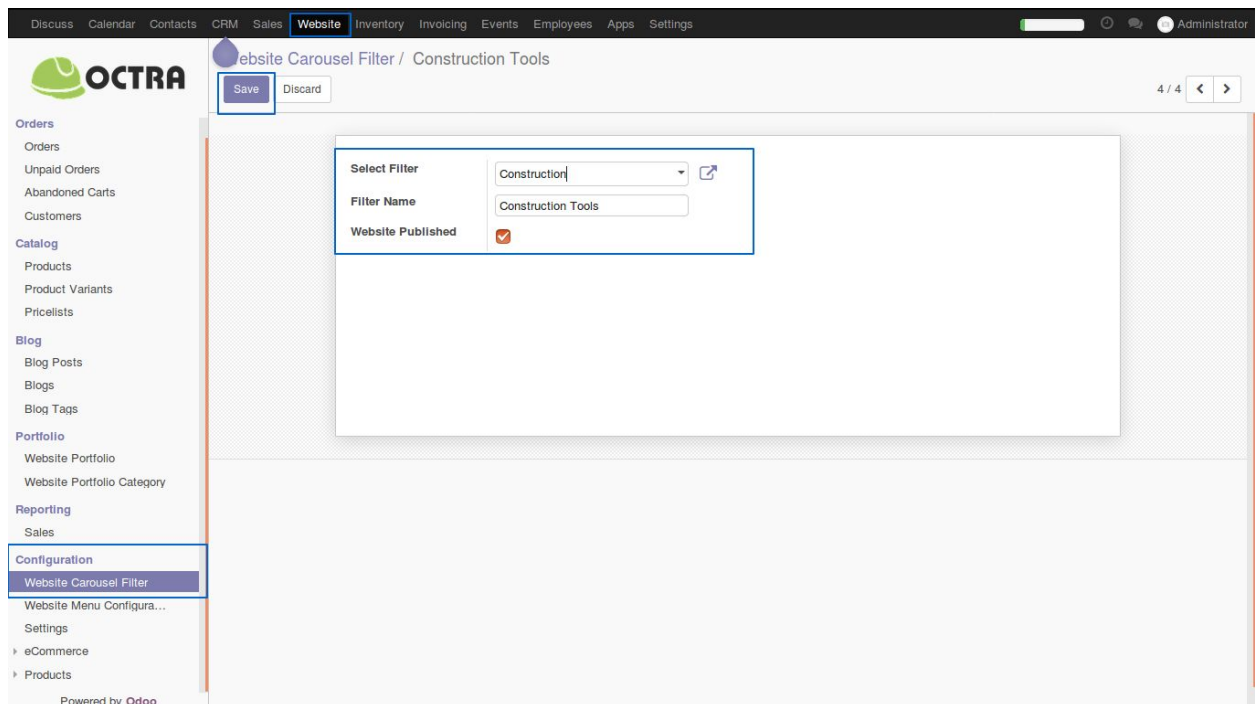 Discuss Calendar Contacts CRM Sales Website Inventory Invoicing Events Employees Apps Settings Administrator
OCTRA
ebsite Carousel Filter / Construction Tools
Save Discard 4 / 4
Orders
Orders
Unpaid Orders
Abandoned Carts
Customers
Catalog
Products
Product Variants
Pricelists
Blog
Blog Posts
Blogs
Blog Tags
Portfolio
Website Portfolio
Website Portfolio Category
Reporting
Sales
Configuration
Website Carousel Filter
Website Menu Configura...
Settings
eCommerce
Products
Powered by Odoo
Select Filter Construction
Filter Name Construction Tools
Website Published